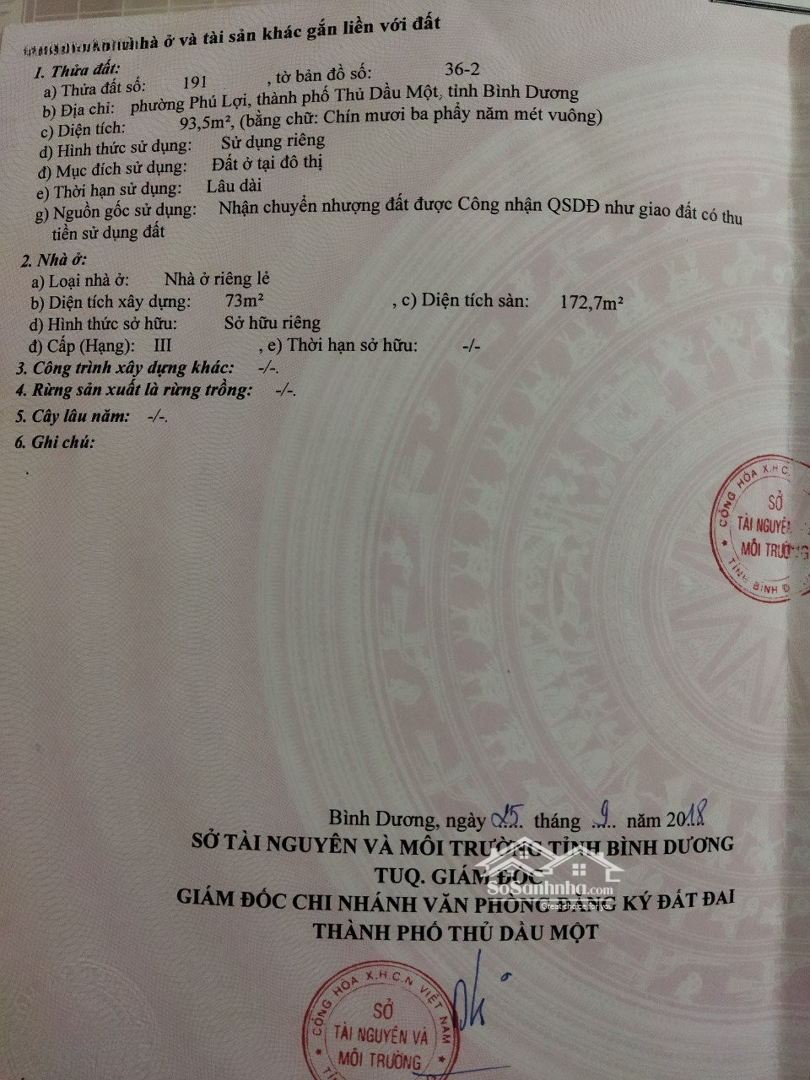 nhà ở và tài sản khác gắn liền với đất
1. Thửa đất:
a) Thửa đất số: 191 , tờ bản đồ số: 36-2
b) Địa chỉ: phường Phú Lợi, thành phố Thủ Dầu Một, tỉnh Bình Dương
c) Diện tích: 93,5m², (bằng chữ: Chín mươi ba phẩy năm mét vuông)
d) Hình thức sử dụng: Sử dụng riêng
đ) Mục đích sử dụng: Đất ở tại đô thị
e) Thời hạn sử dụng: Lâu dài
g) Nguồn gốc sử dụng: Nhận chuyển nhượng đất được Công nhận QSDĐ như giao đất có thu
tiền sử dụng đất
2. Nhà ở:
a) Loại nhà ở: Nhà ở riêng lẻ
b) Diện tích xây dựng: 73m² , c) Diện tích sàn: 172,7m²
d) Hình thức sở hữu: Sở hữu riêng
đ) Cấp (Hạng): III , e) Thời hạn sở hữu: -/-
3. Công trình xây dựng khác: -/-.
4. Rừng sản xuất là rừng trồng: -/-.
5. Cây lâu năm: -/-.
6. Ghi chú:
CỘNG HÒA X.H.C.
SỞ
TÀI NGUYÊN
MÔI TRƯỜNG
TỈNH BÌNH D
Bình Dương, ngày 25 tháng 9 năm 2018
SỞ TÀI NGUYÊN VÀ MÔI TRƯỜNG TỈNH BÌNH DƯƠNG
TUQ. GIÁM ĐỐC
SoSanhnha.com
GIÁM ĐỐC CHI NHÁNH VĂN PHÒNG ĐĂNG KÝ ĐẤT ĐAI
THÀNH PHỐ THỦ DẦU MỘT
CỘNG HÒA X.H.C.N VIỆT NAM
SỞ
TÀI NGUYÊN VÀ
MÔI TRƯỜNG